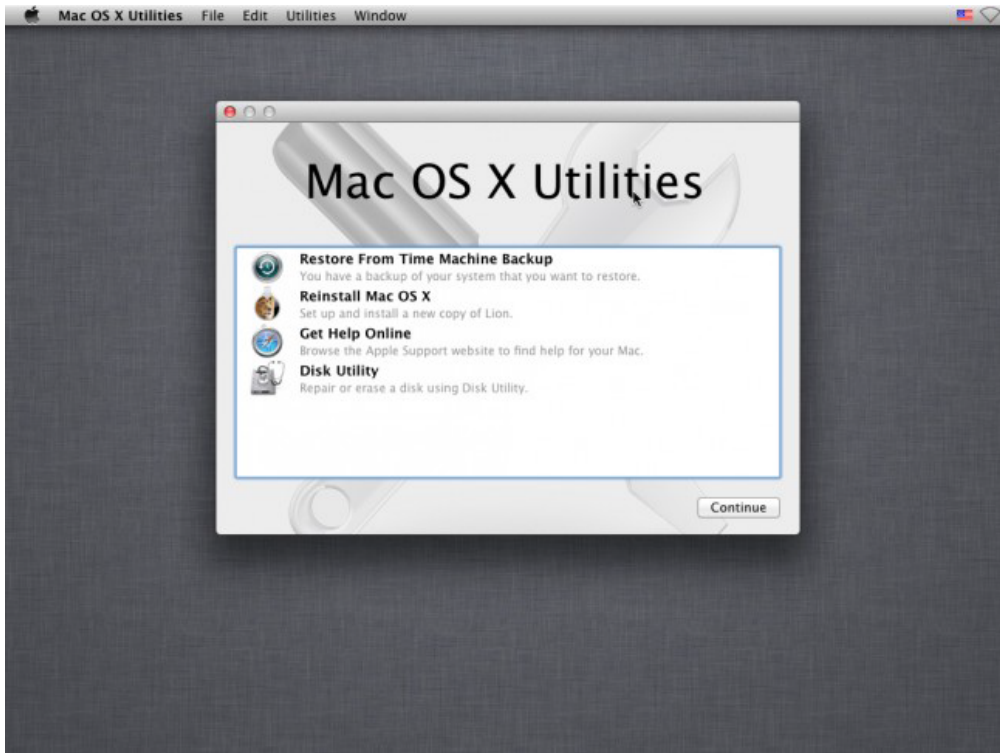 Mac OS X Utilities File Edit Utilities Window
Mac OS X Utilities
Restore From Time Machine Backup
You have a backup of your system that you want to restore.
Reinstall Mac OS X
Set up and install a new copy of Lion.
Get Help Online
Browse the Apple Support website to find help for your Mac.
Disk Utility
Repair or erase a disk using Disk Utility.
Continue